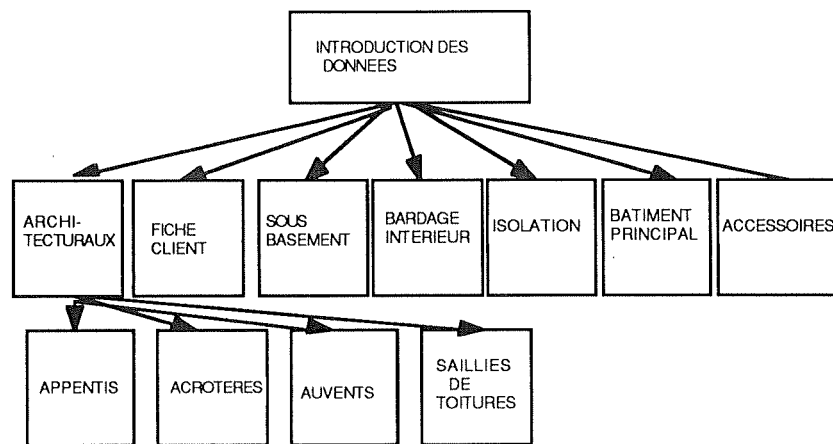 INTRODUCTION DES
DONNEES
ARCHI-
TECTURAUX
FICHE
CLIENT
SOUS
BASEMENT
BARDAGE
INTERIEUR
ISOLATION
BATIMENT
PRINCIPAL
ACCESSOIRES
APPENTIS
ACROTERES
AUVENTS
SAILLIES
DE
TOITURES